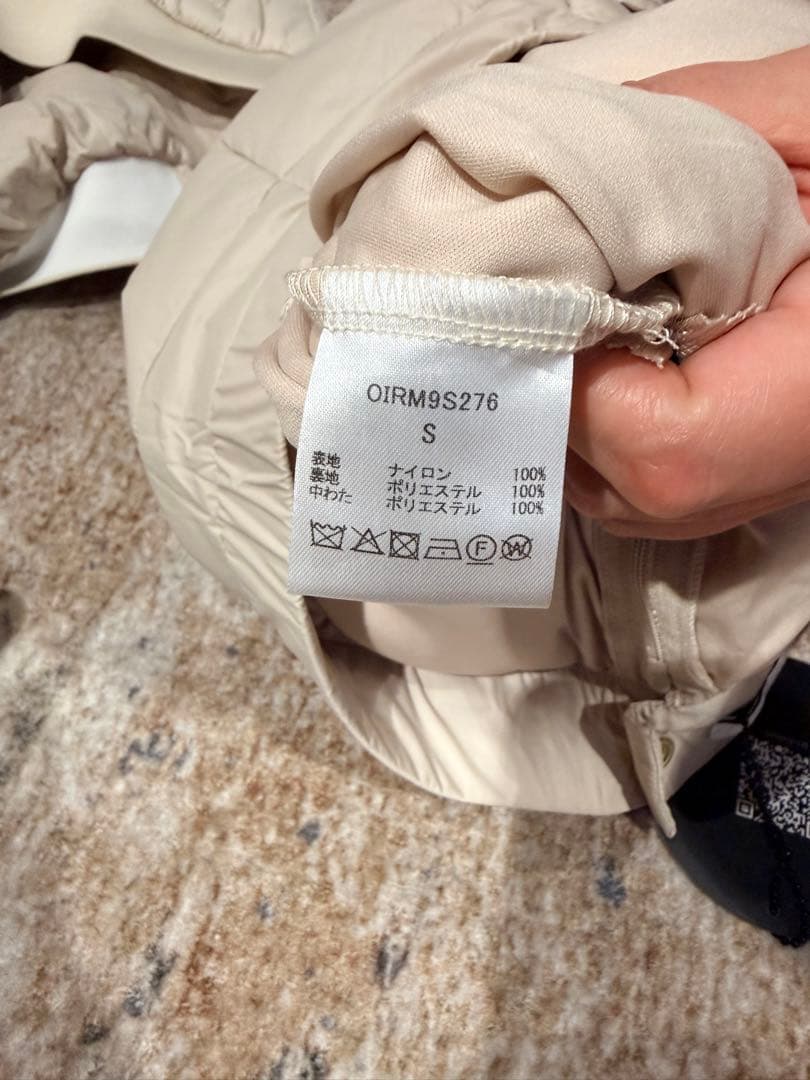 OIRM9S276
S
表地 ナイロン 100%
裏地 ポリエステル 100%
中わた ポリエステル 100%
F
W